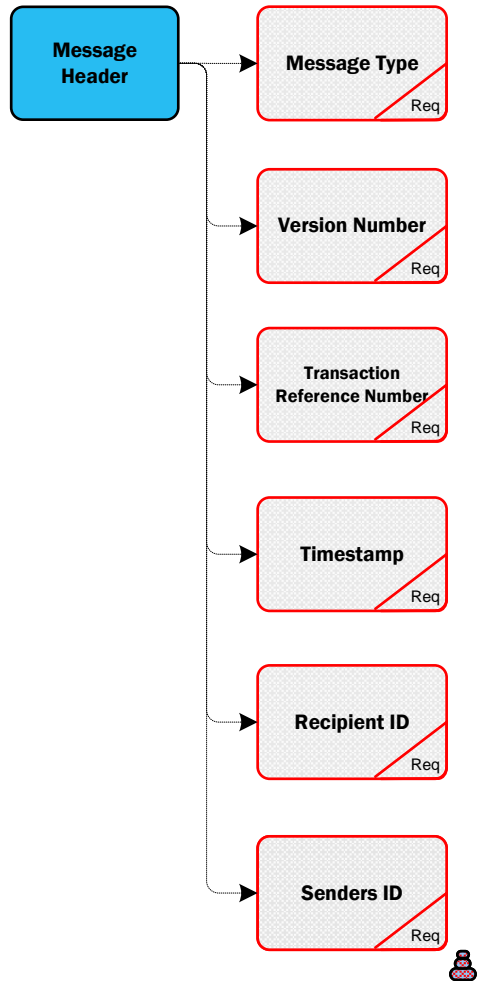 Message
Header
Message Type
Req
Version Number
Req
Transaction
Reference Number
Req
Timestamp
Req
Recipient ID
Req
Senders ID
Req